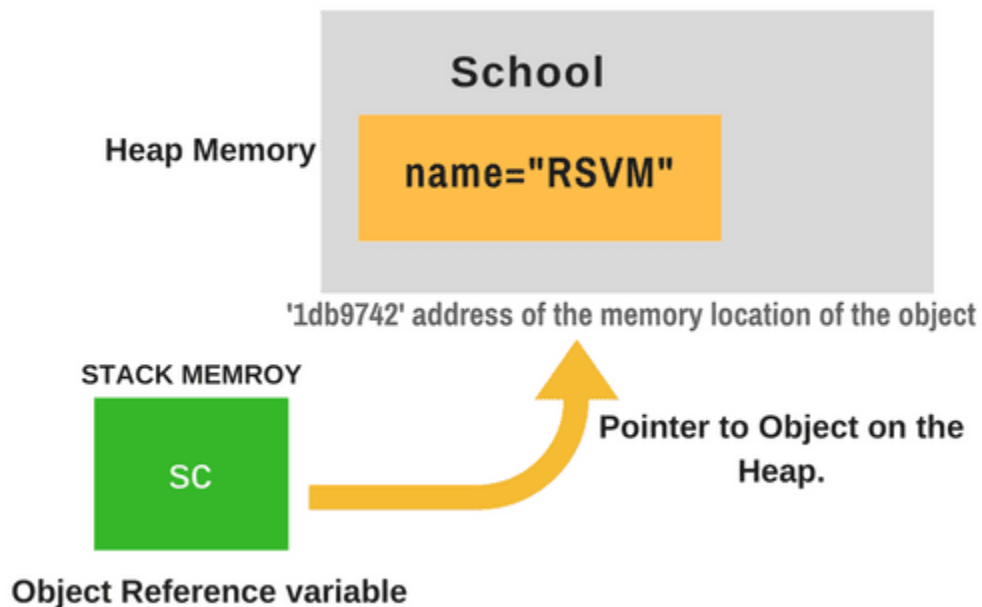 School
Heap Memory
name="RSVM"
'1db9742' address of the memory location of the object
STACK MEMROY
sc
Pointer to Object on the
Heap.
Object Reference variable